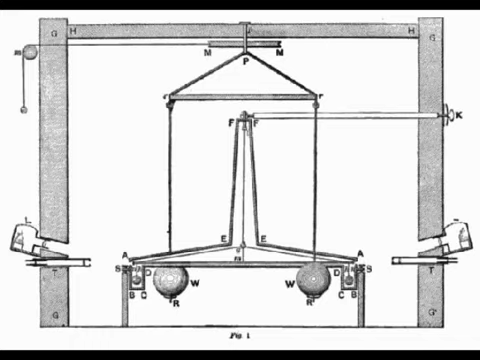 G H H G
m M M
P
r r
F F K
L
E E
A A
S D m D S
T T
B C W W C B
R R
G G'
Fig 1